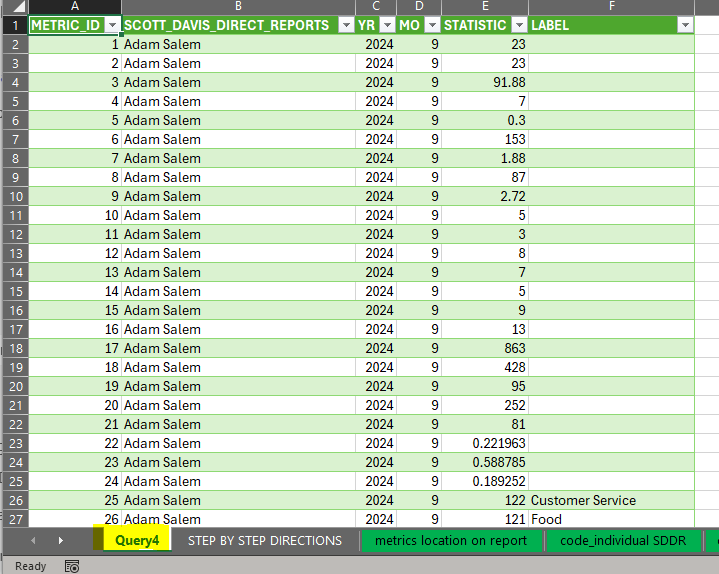 A B C D E F
1 METRIC_ID SCOTT_DAVIS_DIRECT_REPORTS YR MO STATISTIC LABEL
2 1 Adam Salem 2024 9 23
3 2 Adam Salem 2024 9 23
4 3 Adam Salem 2024 9 91.88
5 4 Adam Salem 2024 9 7
6 5 Adam Salem 2024 9 0.3
7 6 Adam Salem 2024 9 153
8 7 Adam Salem 2024 9 1.88
9 8 Adam Salem 2024 9 87
10 9 Adam Salem 2024 9 2.72
11 10 Adam Salem 2024 9 5
12 11 Adam Salem 2024 9 3
13 12 Adam Salem 2024 9 8
14 13 Adam Salem 2024 9 7
15 14 Adam Salem 2024 9 5
16 15 Adam Salem 2024 9 9
17 16 Adam Salem 2024 9 13
18 17 Adam Salem 2024 9 863
19 18 Adam Salem 2024 9 428
20 19 Adam Salem 2024 9 95
21 20 Adam Salem 2024 9 252
22 21 Adam Salem 2024 9 81
23 22 Adam Salem 2024 9 0.221963
24 23 Adam Salem 2024 9 0.588785
25 24 Adam Salem 2024 9 0.189252
26 25 Adam Salem 2024 9 122 Customer Service
27 26 Adam Salem 2024 9 121 Food
Query4 STEP BY STEP DIRECTIONS metrics location on report code_individual SDDR
Ready